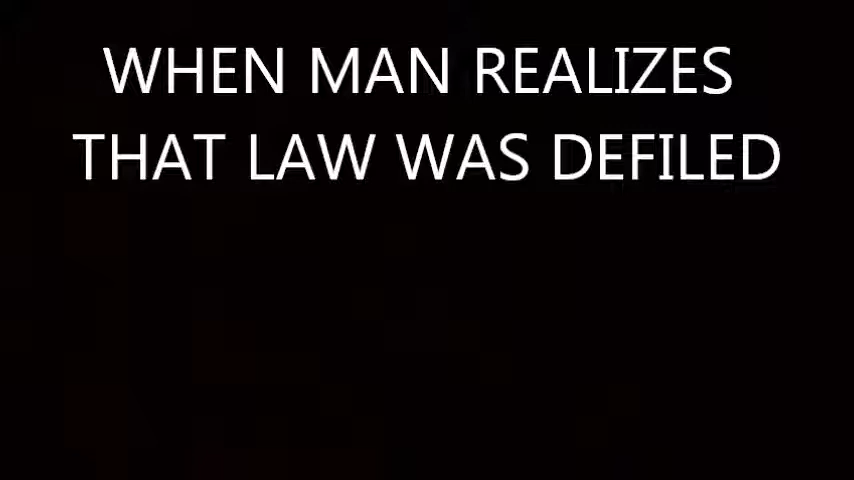 WHEN MAN REALIZES
THAT LAW WAS DEFILED